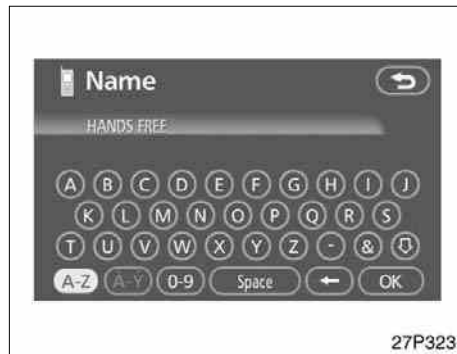 Name
HANDS FREE
A B C D E F G H I J
K L M N O P Q R S
T U V W X Y Z - &
A-Z À-Ý 0-9 Space ← OK
27P323